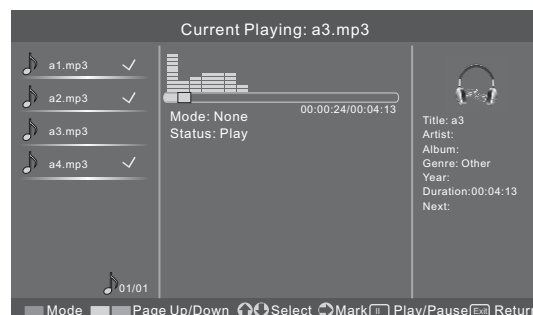 Current Playing: a3.mp3
a1.mp3
a2.mp3
a3.mp3
a4.mp3
01/01
00:00:24/00:04:13
Mode: None
Status: Play
Title: a3
Artist:
Album:
Genre: Other
Year:
Duration:00:04:13
Next:
Mode Page Up/Down Select Mark II Play/Pause Exit Return